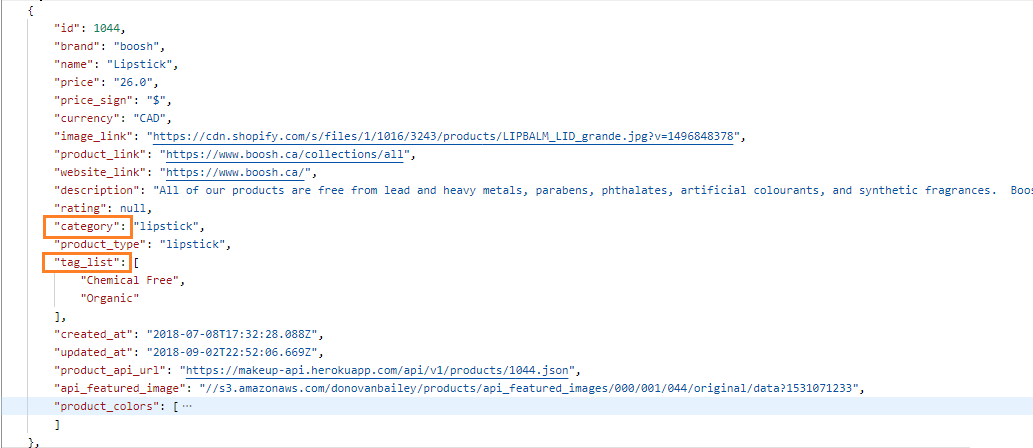 {
"id": 1044,
"brand": "boosh",
"name": "Lipstick",
"price": "26.0",
"price_sign": "$",
"currency": "CAD",
"image_link": "https://cdn.shopify.com/s/files/1/1016/3243/products/LIPBALM_LID_grande.jpg?v=1496848378",
"product_link": "https://www.boosh.ca/collections/all",
"website_link": "https://www.boosh.ca/",
"description": "All of our products are free from lead and heavy metals, parabens, phthalates, artificial colourants, and synthetic fragrances.  Boos
"rating": null,
"category": "lipstick",
"product_type": "lipstick",
"tag_list": [
"Chemical Free",
"Organic"
],
"created_at": "2018-07-08T17:32:28.088Z",
"updated_at": "2018-09-02T22:52:06.669Z",
"product_api_url": "https://makeup-api.herokuapp.com/api/v1/products/1044.json",
"api_featured_image": "//s3.amazonaws.com/donovanbailey/products/api_featured_images/000/001/044/original/data?1531071233",
"product_colors": [ ⋯
]
},